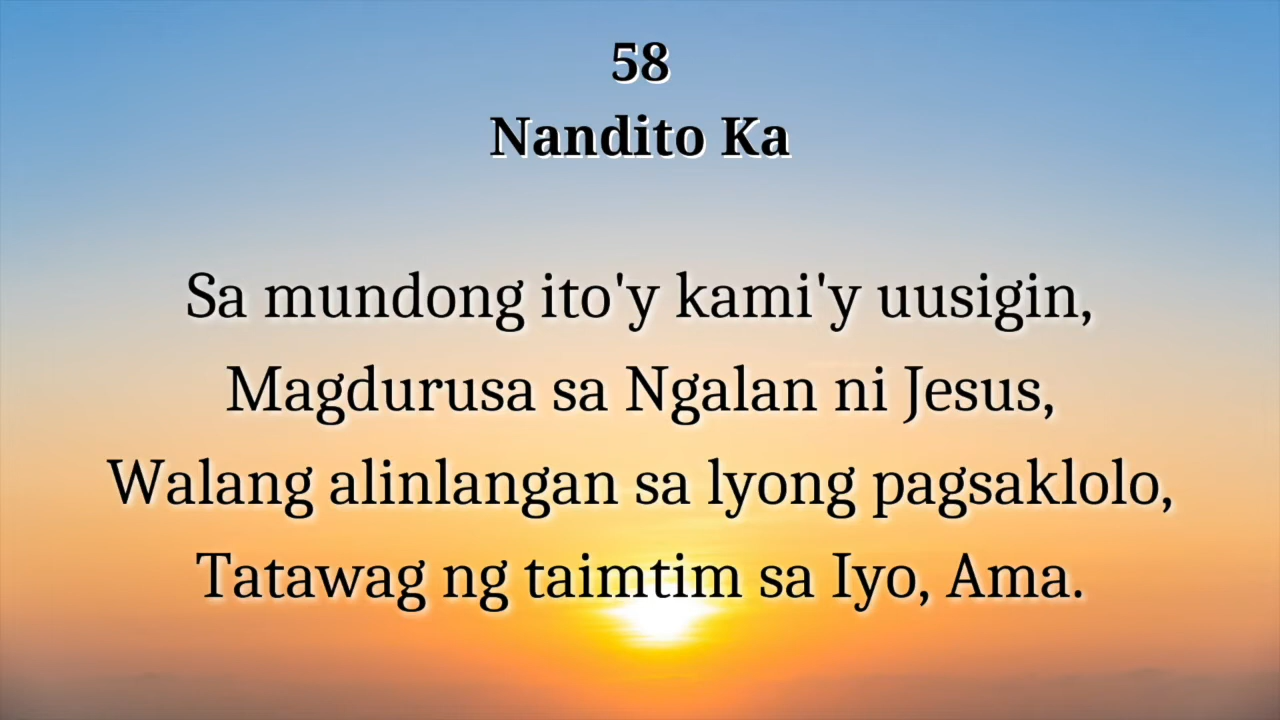 58
Nandito Ka
Sa mundong ito'y kami'y uusigin,
Magdurusa sa Ngalan ni Jesus,
Walang alinlangan sa lyong pagsaklolo,
Tatawag ng taimtim sa Iyo, Ama.